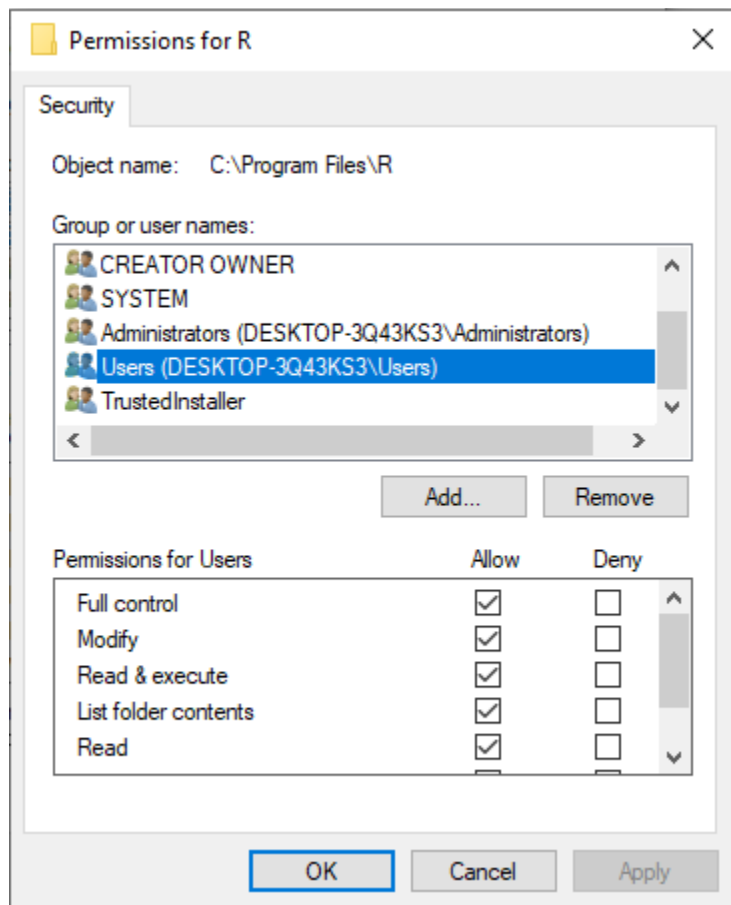 Permissions for R
Security
Object name: C:\Program Files\R
Group or user names:
CREATOR OWNER
SYSTEM
Administrators (DESKTOP-3Q43KS3\Administrators)
Users (DESKTOP-3Q43KS3\Users)
TrustedInstaller
Add... Remove
Permissions for Users Allow Deny
Full control
Modify
Read & execute
List folder contents
Read
OK Cancel Apply